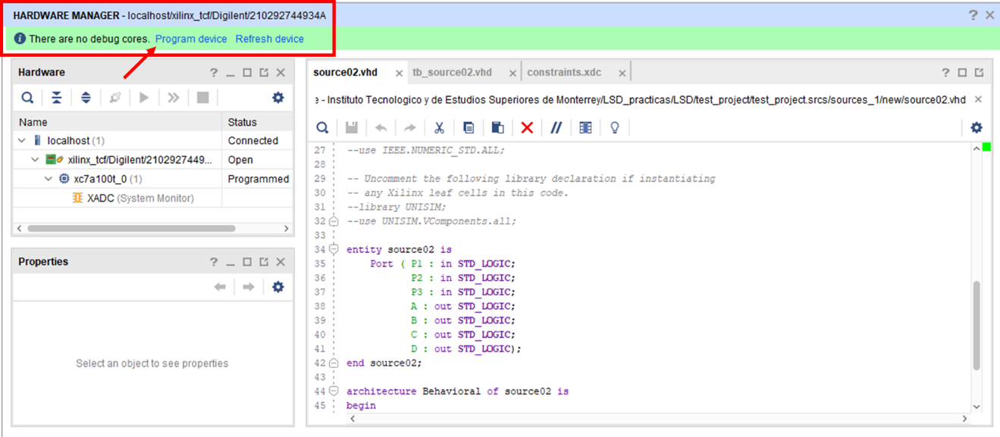 HARDWARE MANAGER - localhost/xilinx_tcf/Digilent/210292744934A
There are no debug cores. Program device Refresh device
Hardware
Name Status
localhost (1) Connected
xilinx_tcf/Digilent/2102927449... Open
xc7a100t_0 (1) Programmed
XADC (System Monitor)
Properties
Select an object to see properties
source02.vhd tb_source02.vhd constraints.xdc
e - Instituto Tecnologico y de Estudios Superiores de Monterrey/LSD_practicas/LSD/test_project/test_project.srcs/sources_1/new/source02.vhd
27 --use IEEE.NUMERIC_STD.ALL;
28
29 -- Uncomment the following library declaration if instantiating
30 -- any Xilinx leaf cells in this code.
31 --library UNISIM;
32 --use UNISIM.VComponents.all;
33
34 entity source02 is
35 Port ( P1 : in STD_LOGIC;
36 P2 : in STD_LOGIC;
37 P3 : in STD_LOGIC;
38 A : out STD_LOGIC;
39 B : out STD_LOGIC;
40 C : out STD_LOGIC;
41 D : out STD_LOGIC);
42 end source02;
43
44 architecture Behavioral of source02 is
45 begin